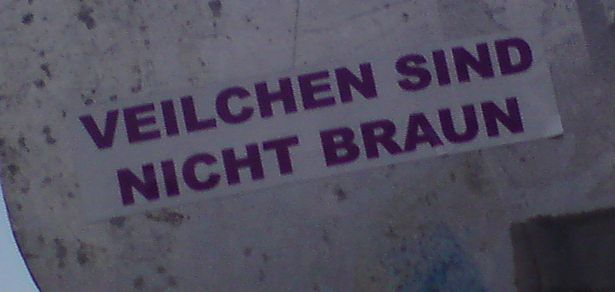 VEILCHEN SIND
NICHT BRAUN